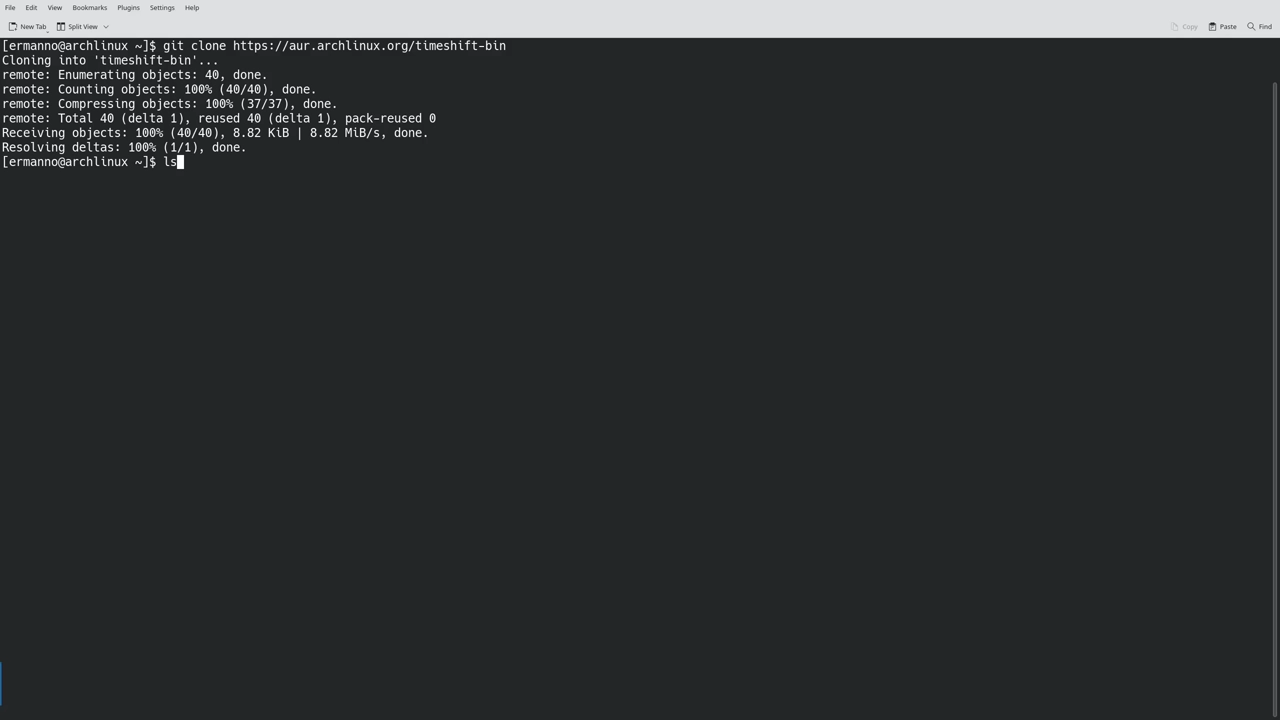 File Edit View Bookmarks Plugins Settings Help
New Tab Split View Copy Paste Find
[ermanno@archlinux ~]$ git clone https://aur.archlinux.org/timeshift-bin
Cloning into 'timeshift-bin'...
remote: Enumerating objects: 40, done.
remote: Counting objects: 100% (40/40), done.
remote: Compressing objects: 100% (37/37), done.
remote: Total 40 (delta 1), reused 40 (delta 1), pack-reused 0
Receiving objects: 100% (40/40), 8.82 KiB | 8.82 MiB/s, done.
Resolving deltas: 100% (1/1), done.
[ermanno@archlinux ~]$ ls